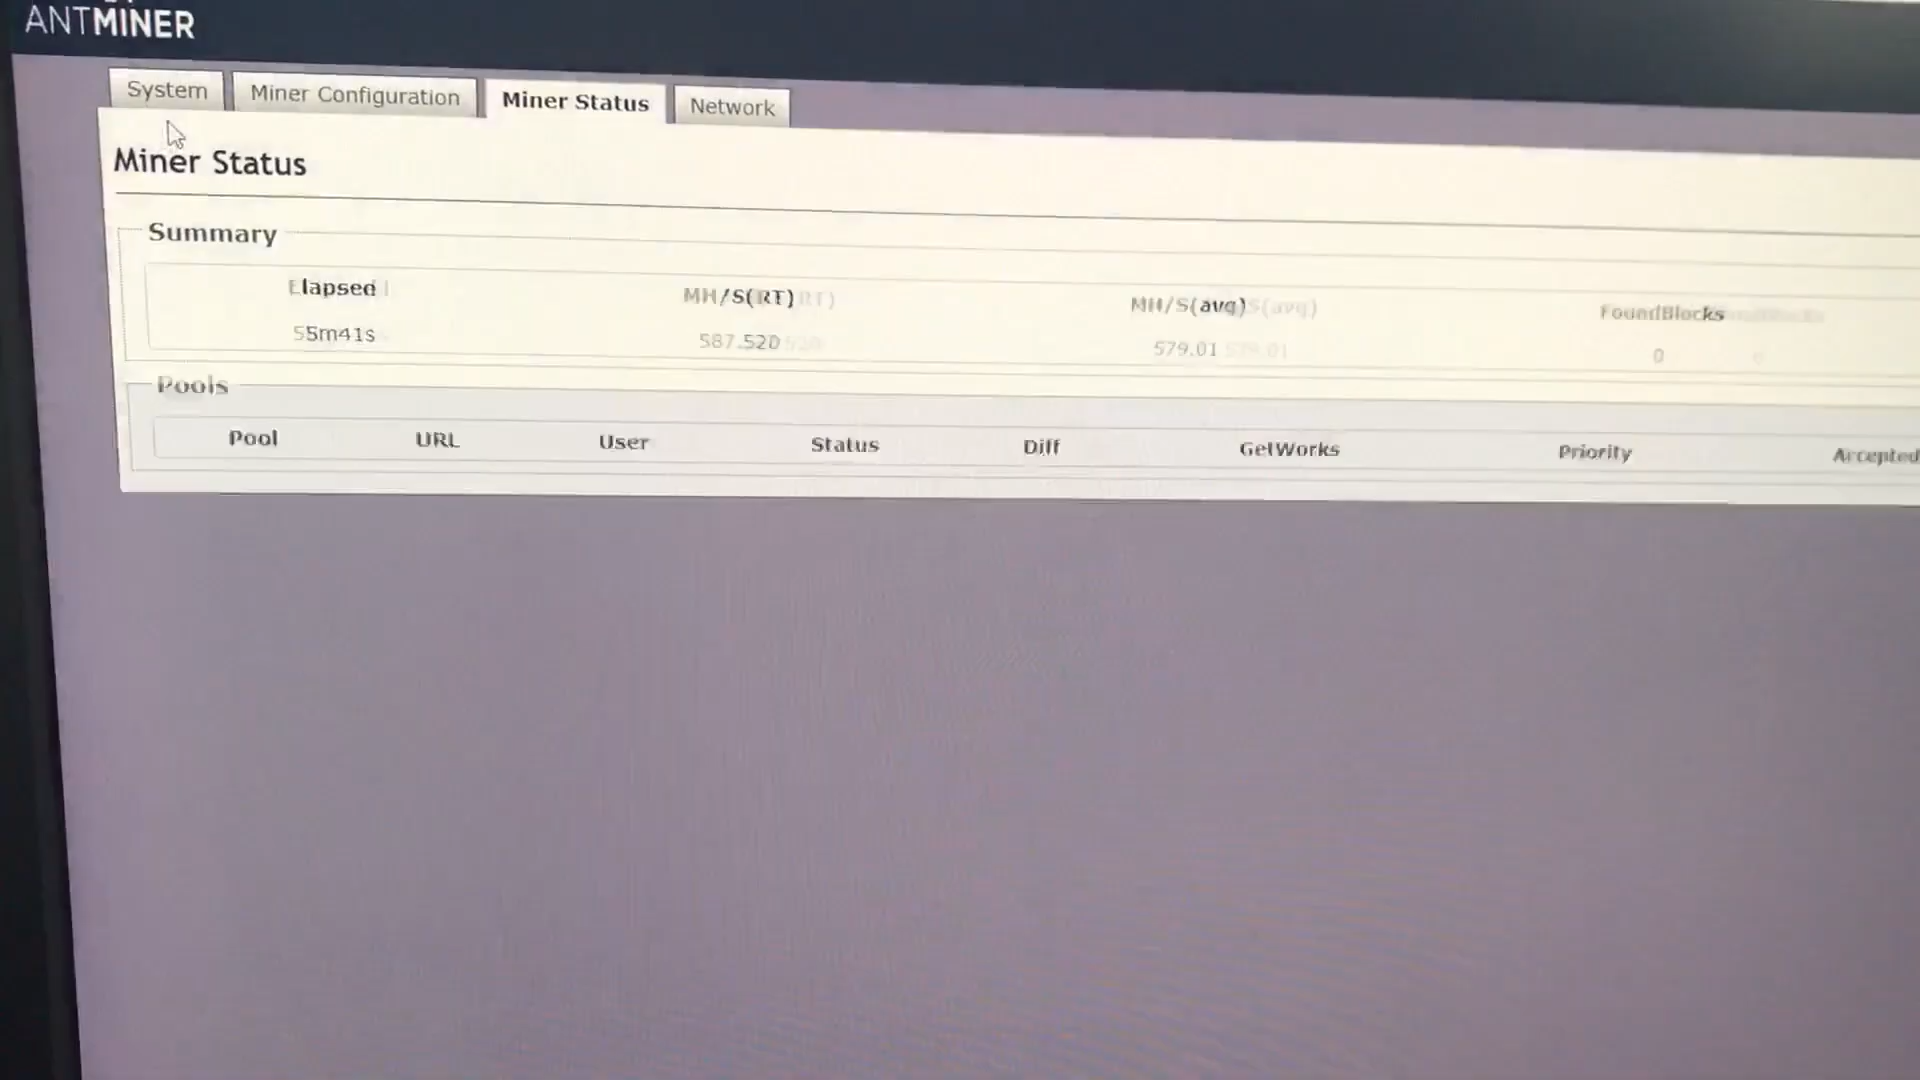 ANTMINER
System Miner Configuration Miner Status Network
Miner Status
Summary
Elapsed MH/S(RT) MH/S(avg) FoundBlocks
55m41s 587.520 579.01 0
Pools
Pool URL User Status Diff GetWorks Priority Accepted